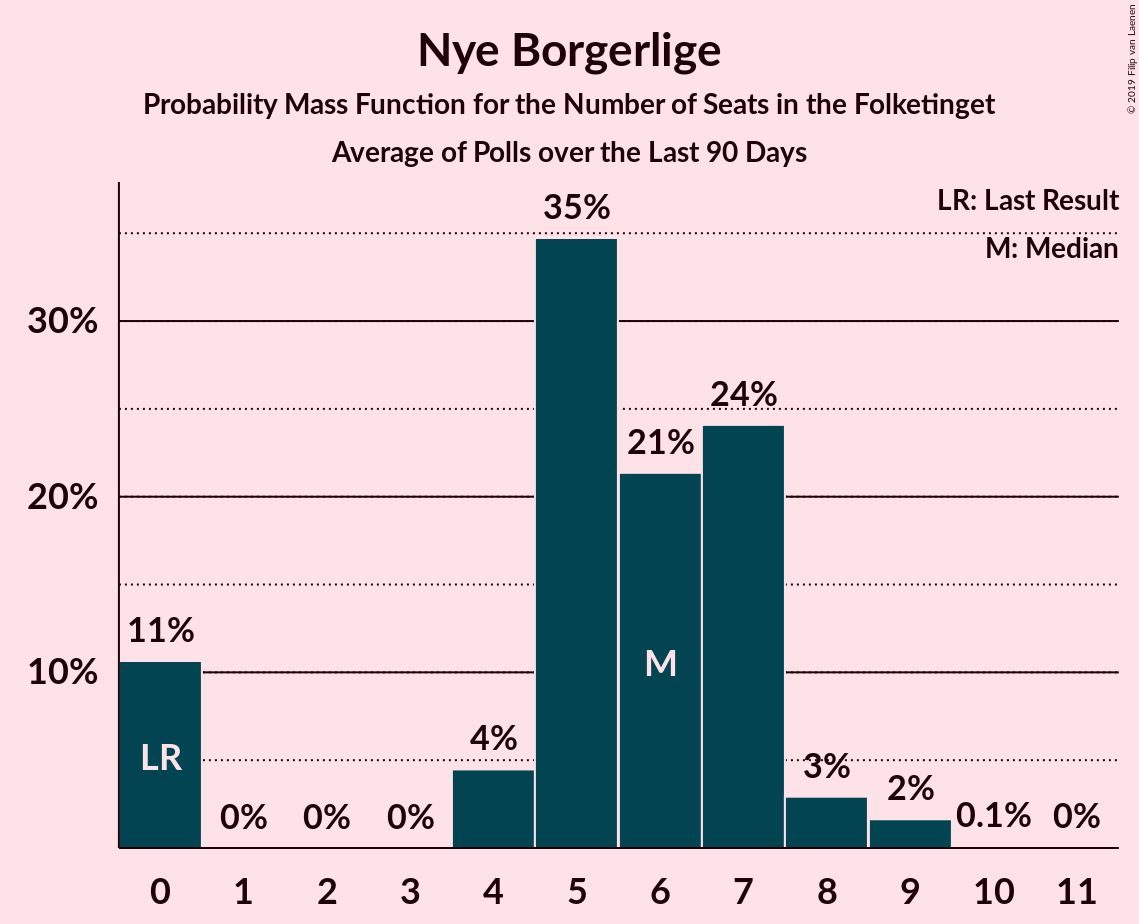 Nye Borgerlige
Probability Mass Function for the Number of Seats in the Folketinget
Average of Polls over the Last 90 Days
© 2019 Filip van Laenen
LR: Last Result
M: Median
35%
30%
24%
21%
20%
11%
10%
M
LR
4%
3%
2%
0% 0% 0% 0.1% 0%
0 1 2 3 4 5 6 7 8 9 10 11